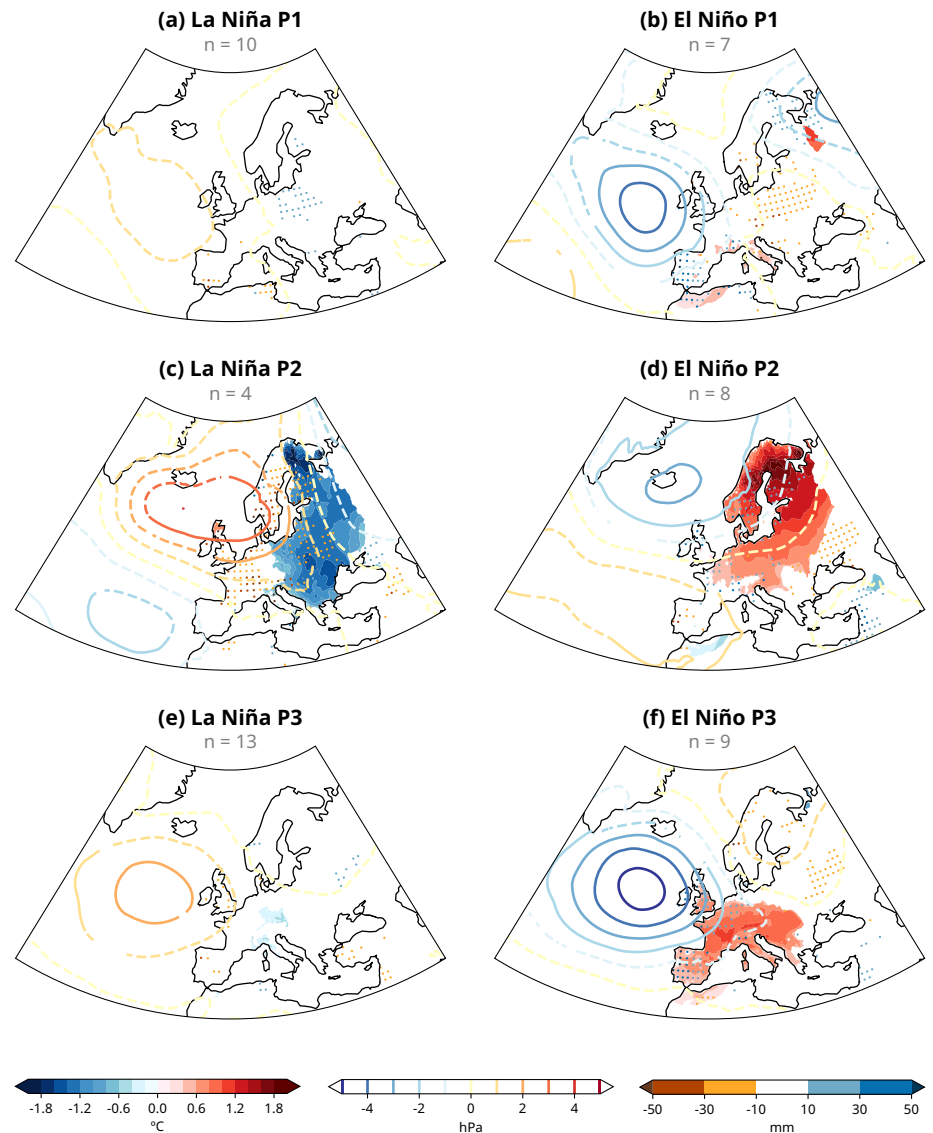 (a) La Niña P1
n = 10
(b) El Niño P1
n = 7
(c) La Niña P2
n = 4
(d) El Niño P2
n = 8
(e) La Niña P3
n = 13
(f) El Niño P3
n = 9
-1.8 -1.2 -0.6 0.0 0.6 1.2 1.8
ºC
-4 -2 0 2 4
hPa
-50 -30 -10 10 30 50
mm